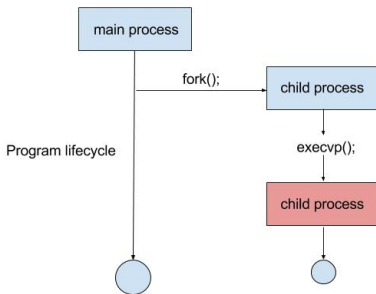 main process
fork();
child process
Program lifecycle
execvp();
child process